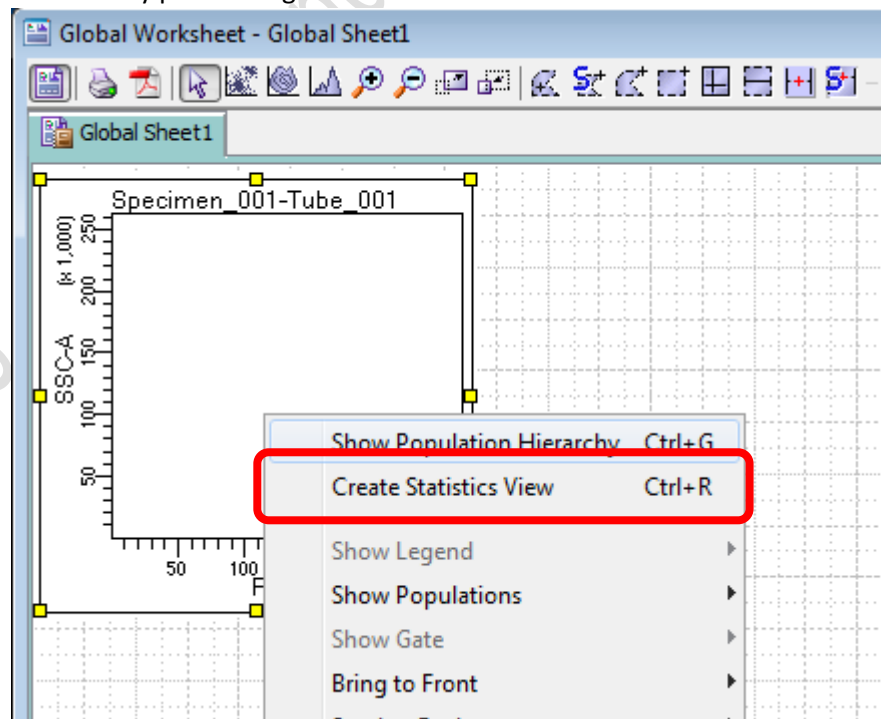 Global Worksheet - Global Sheet1
Global Sheet1
Specimen_001-Tube_001
(x 1,000)
250
200
150
100
50
SSC-A
50 100
F
Show Population Hierarchy Ctrl+G
Create Statistics View Ctrl+R
Show Legend
Show Populations
Show Gate
Bring to Front